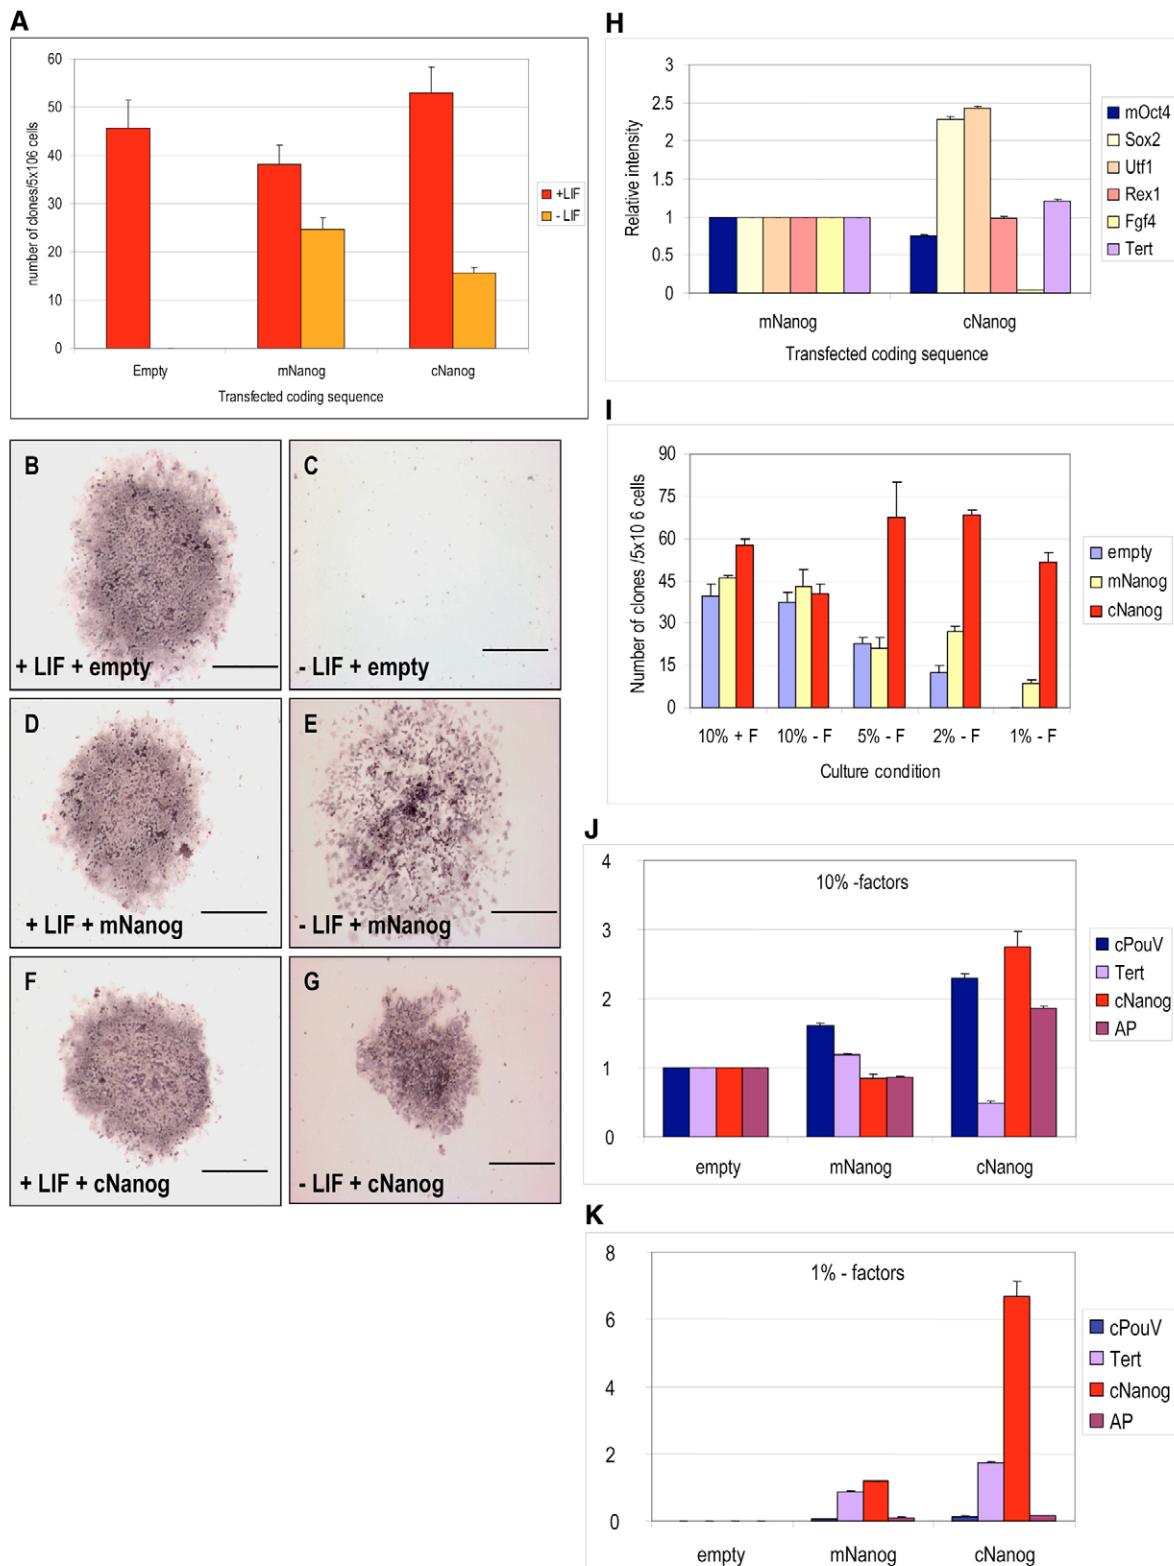 A
60
50
40
30
20
10
0
number of clones/5x106 cells
Empty
mNanog
cNanog
Transfected coding sequence
+LIF
- LIF
B
+ LIF + empty
C
- LIF + empty
D
+ LIF + mNanog
E
- LIF + mNanog
F
+ LIF + cNanog
G
- LIF + cNanog
H
3
2.5
2
1.5
1
0.5
0
Relative intensity
mNanog
cNanog
Transfected coding sequence
mOct4
Sox2
Utf1
Rex1
Fgf4
Tert
I
90
75
60
45
30
15
0
Number of clones /5x10 6 cells
10% + F
10% - F
5% - F
2% - F
1% - F
Culture condition
empty
mNanog
cNanog
J
10% -factors
4
3
2
1
0
empty
mNanog
cNanog
cPouV
Tert
cNanog
AP
K
1% - factors
8
6
4
2
0
empty
mNanog
cNanog
cPouV
Tert
cNanog
AP